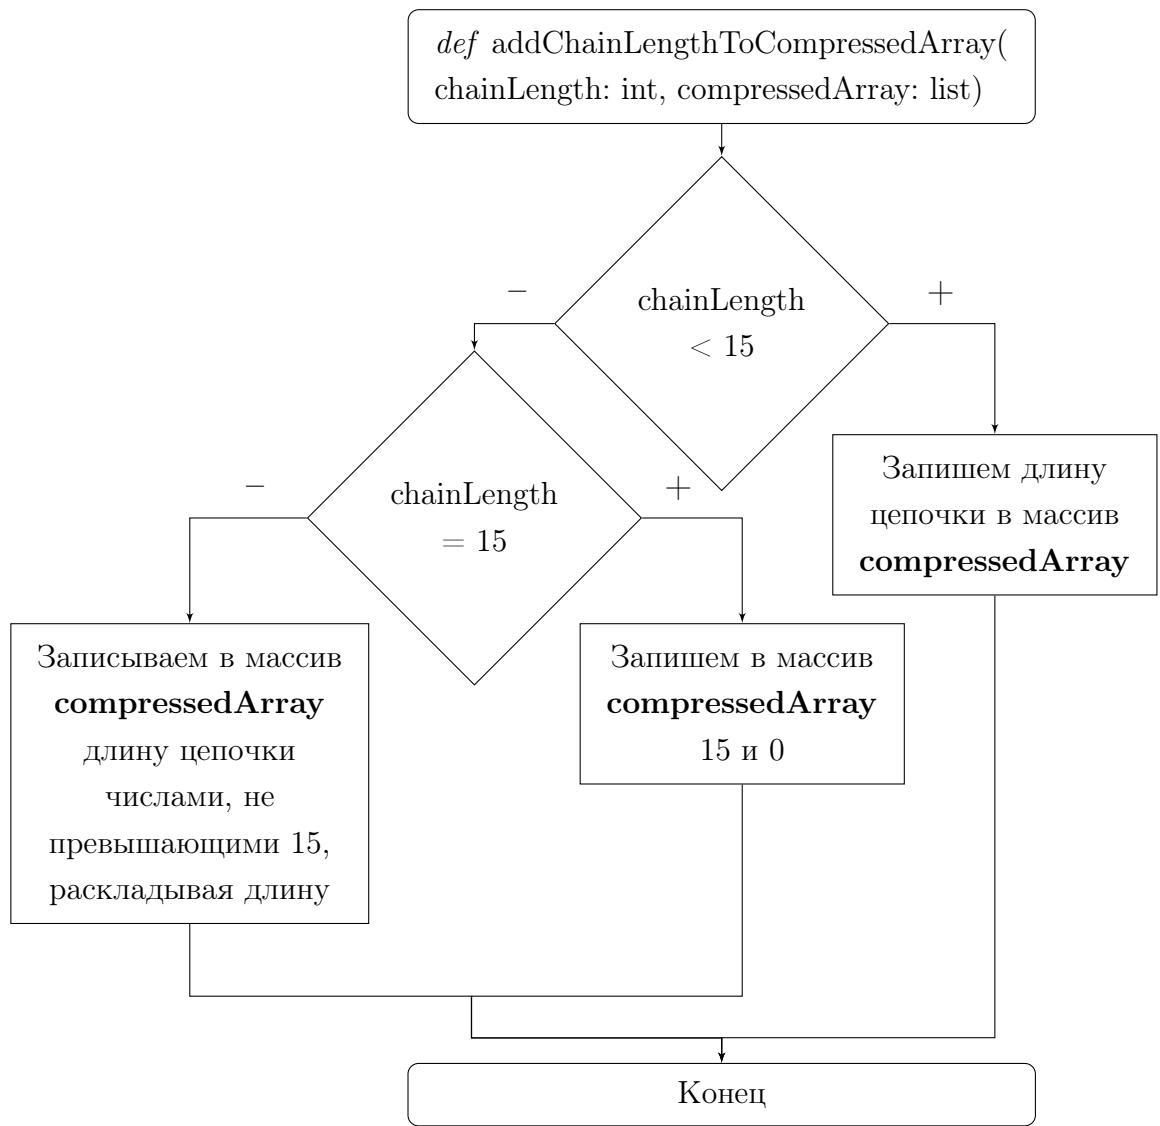 def addChainLengthToCompressedArray(
chainLength: int, compressedArray: list)
−
chainLength
< 15
+
−
chainLength
= 15
+
Запишем длину
цепочки в массив
compressedArray
Записываем в массив
compressedArray
длину цепочки
числами, не
превышающими 15,
раскладывая длину
Запишем в массив
compressedArray
15 и 0
Конец